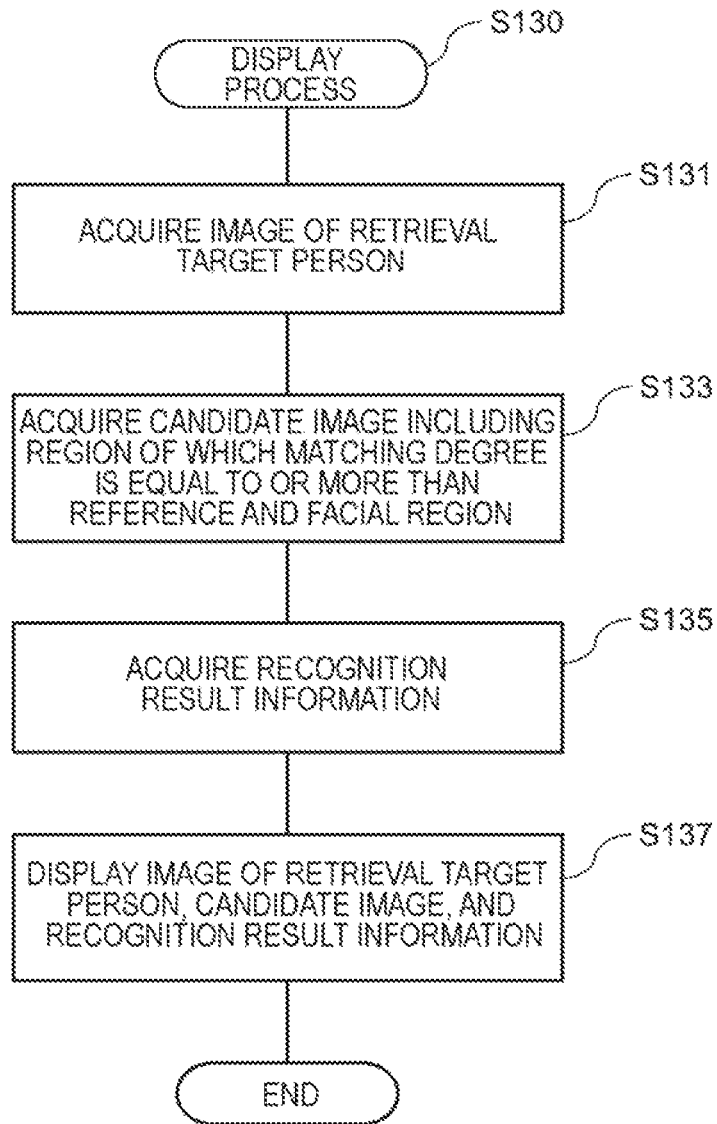 S130
DISPLAY
PROCESS
S131
ACQUIRE IMAGE OF RETRIEVAL
TARGET PERSON
S133
ACQUIRE CANDIDATE IMAGE INCLUDING
REGION OF WHICH MATCHING DEGREE
IS EQUAL TO OR MORE THAN
REFERENCE AND FACIAL REGION
S135
ACQUIRE RECOGNITION
RESULT INFORMATION
S137
DISPLAY IMAGE OF RETRIEVAL TARGET
PERSON, CANDIDATE IMAGE, AND
RECOGNITION RESULT INFORMATION
END